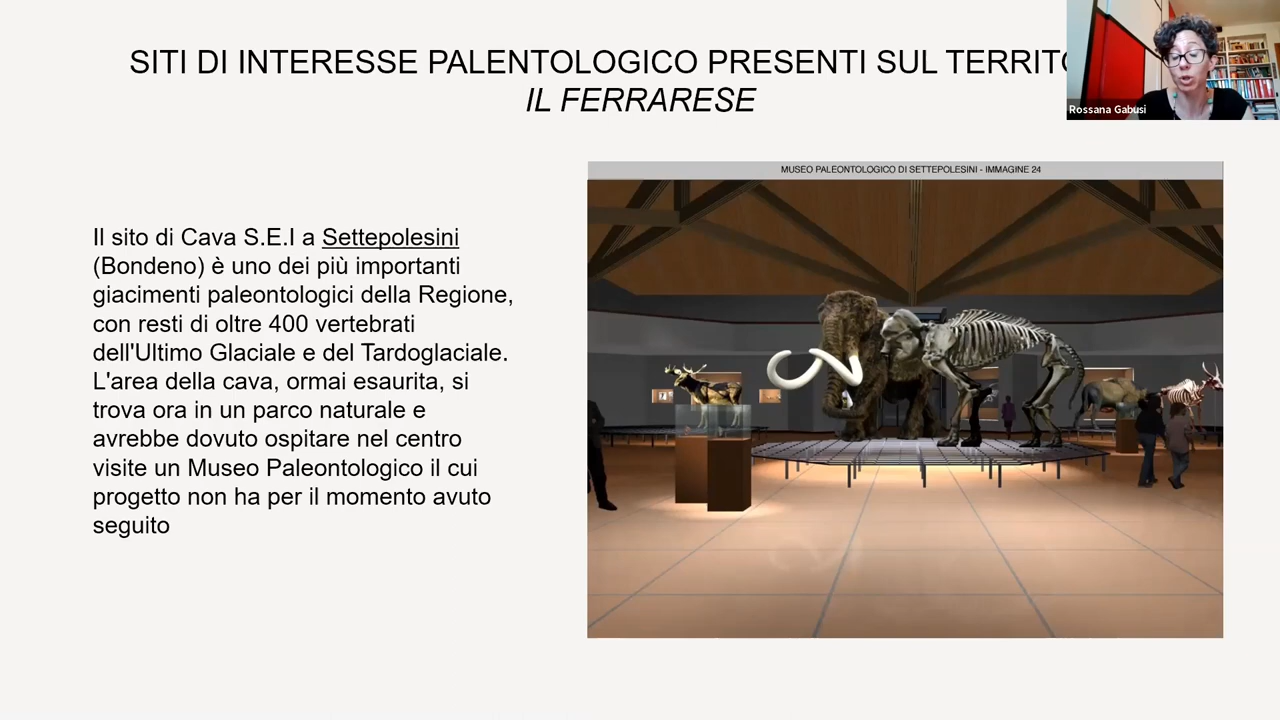 SITI DI INTERESSE PALENTOLOGICO PRESENTI SUL
IL FERRARESE
Rossana Gabusi
MUSEO PALEONTOLOGICO DI SETTEPOLESINI - IMMAGINE 24
Il sito di Cava S.E.I a Settepolesini
(Bondeno) è uno dei più importanti
giacimenti paleontologici della Regione,
con resti di oltre 400 vertebrati
dell'Ultimo Glaciale e del Tardoglaciale.
L'area della cava, ormai esaurita, si
trova ora in un parco naturale e
avrebbe dovuto ospitare nel centro
visite un Museo Paleontologico il cui
progetto non ha per il momento avuto
seguito